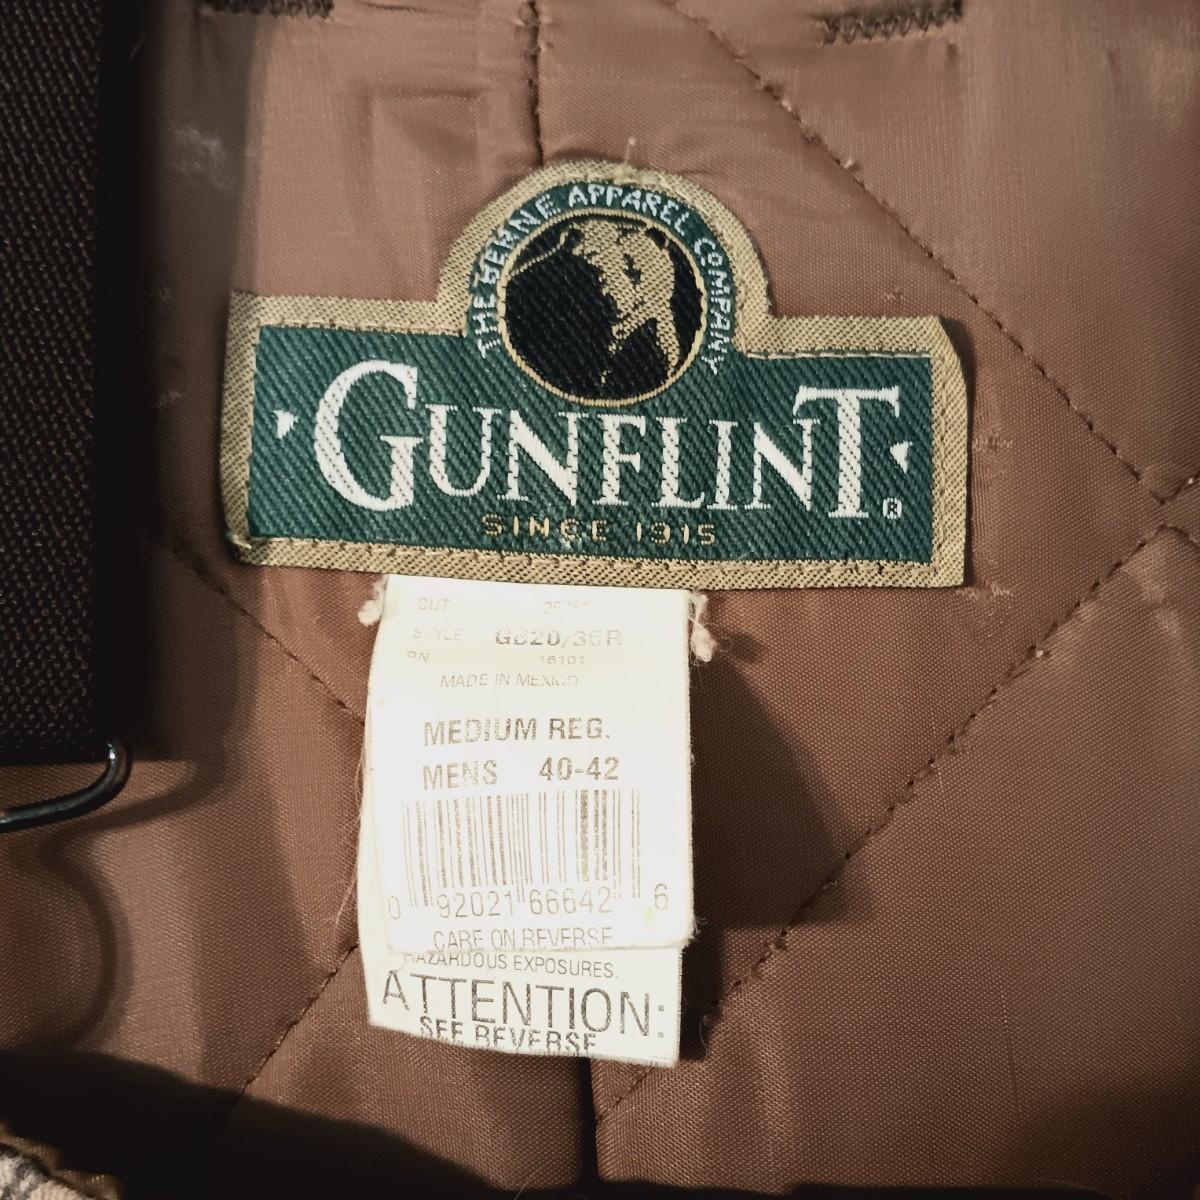 THE BERNE APPAREL COMPANY
GUNFLINT®
SINCE 1915
CUT
STYLE GB20/35R
RN 16101
MADE IN MEXICO
MEDIUM REG.
MENS 40-42
0 92021 66642 6
CARE ON REVERSE
HAZARDOUS EXPOSURES.
ATTENTION:
SEE REVERSE